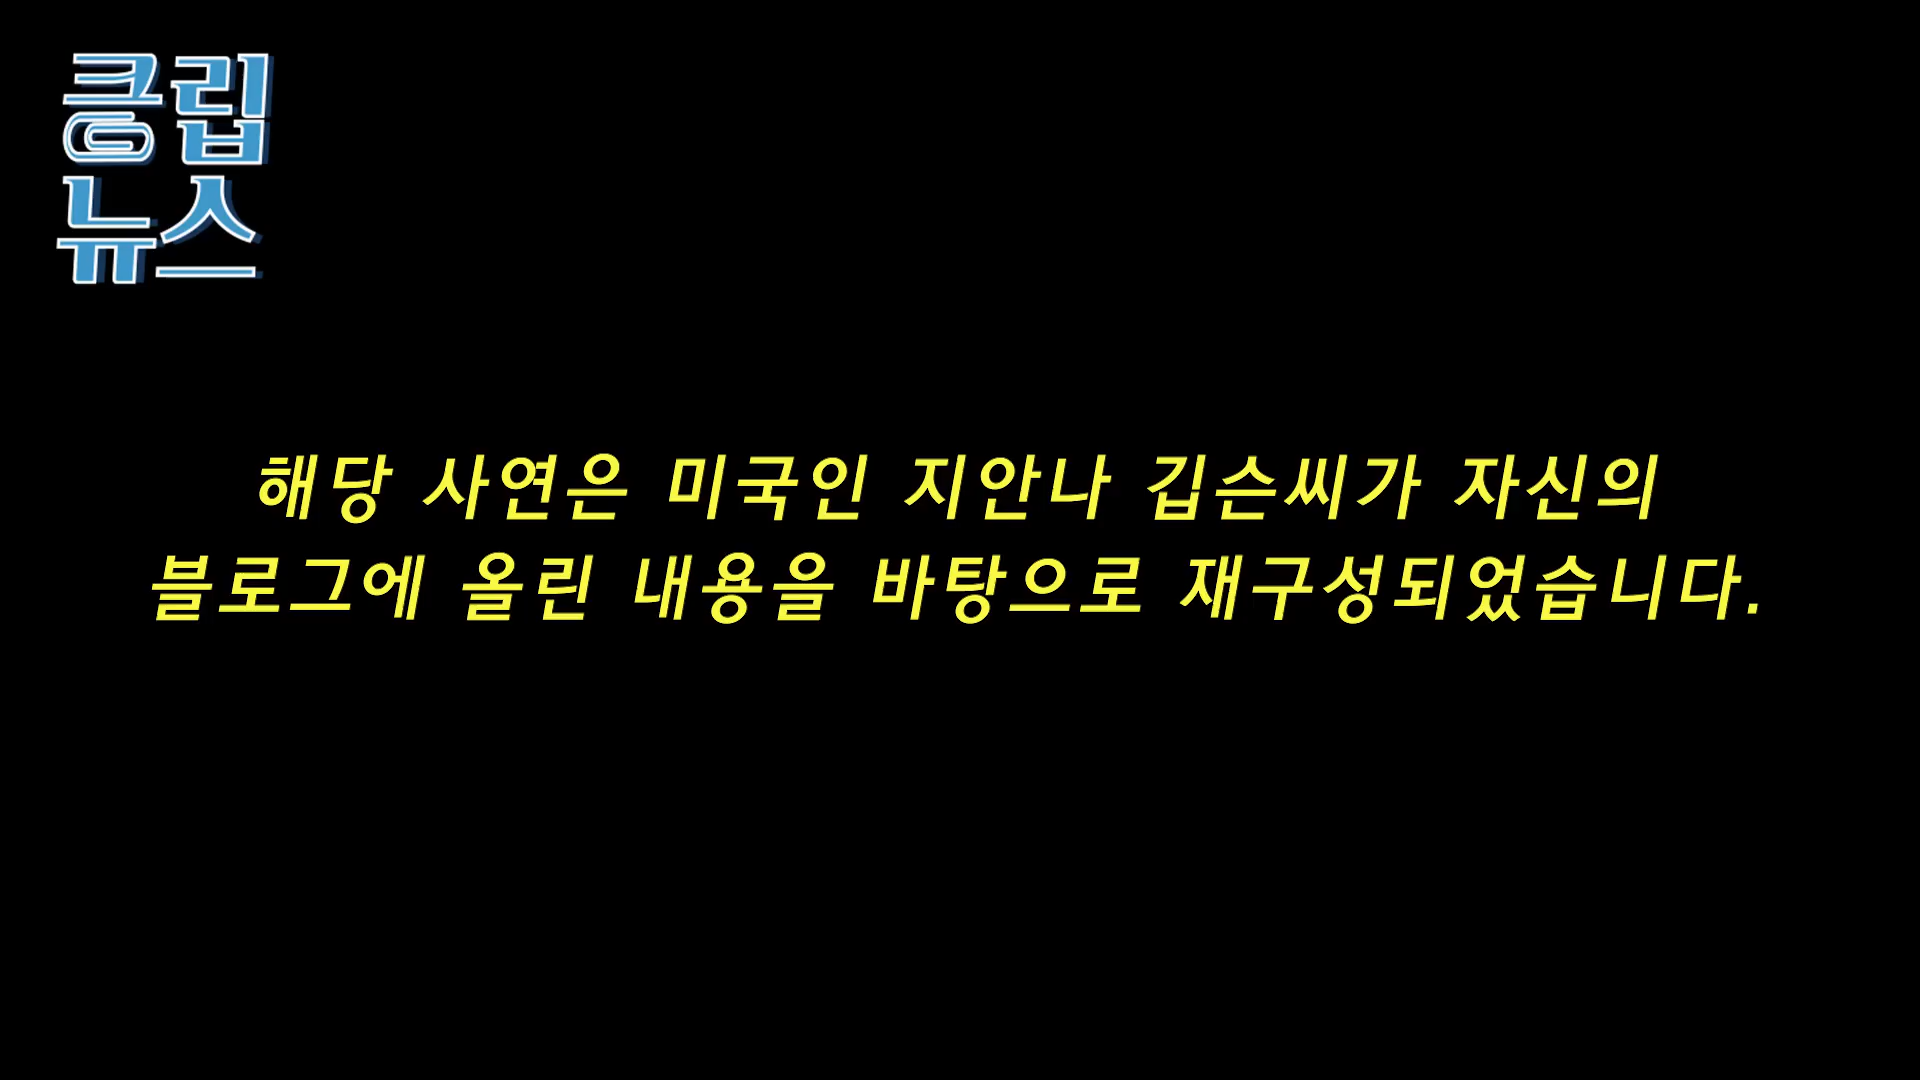 클립
뉴스
해당 사연은 미국인 지안나 깁슨씨가 자신의
블로그에 올린 내용을 바탕으로 재구성되었습니다.